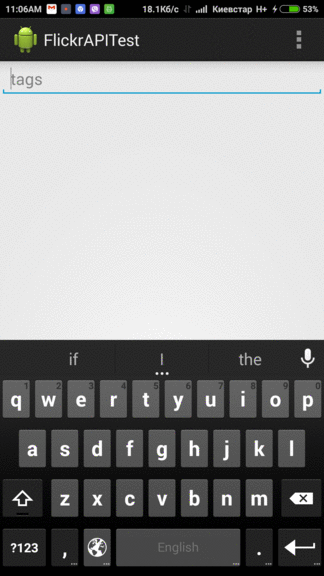 11:06AM 18.1K6/c Киевстар H+ 53%
FlickrAPITest
tags
if I the
1 2 3 4 5 6 7 8 9 0
q w e r t y u i o p
a s d f g h j k l
z x c v b n m
?123 , English .